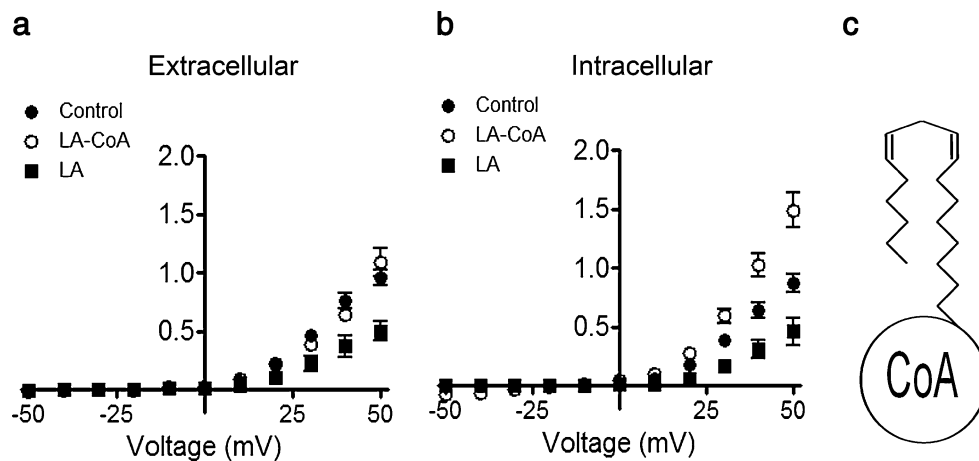 a
Extracellular
Control
LA-CoA
LA
2.0
1.5
1.0
0.5
-50 -25 25 50
Voltage (mV)
b
Intracellular
Control
LA-CoA
LA
2.0
1.5
1.0
0.5
-50 -25 25 50
Voltage (mV)
c
CoA